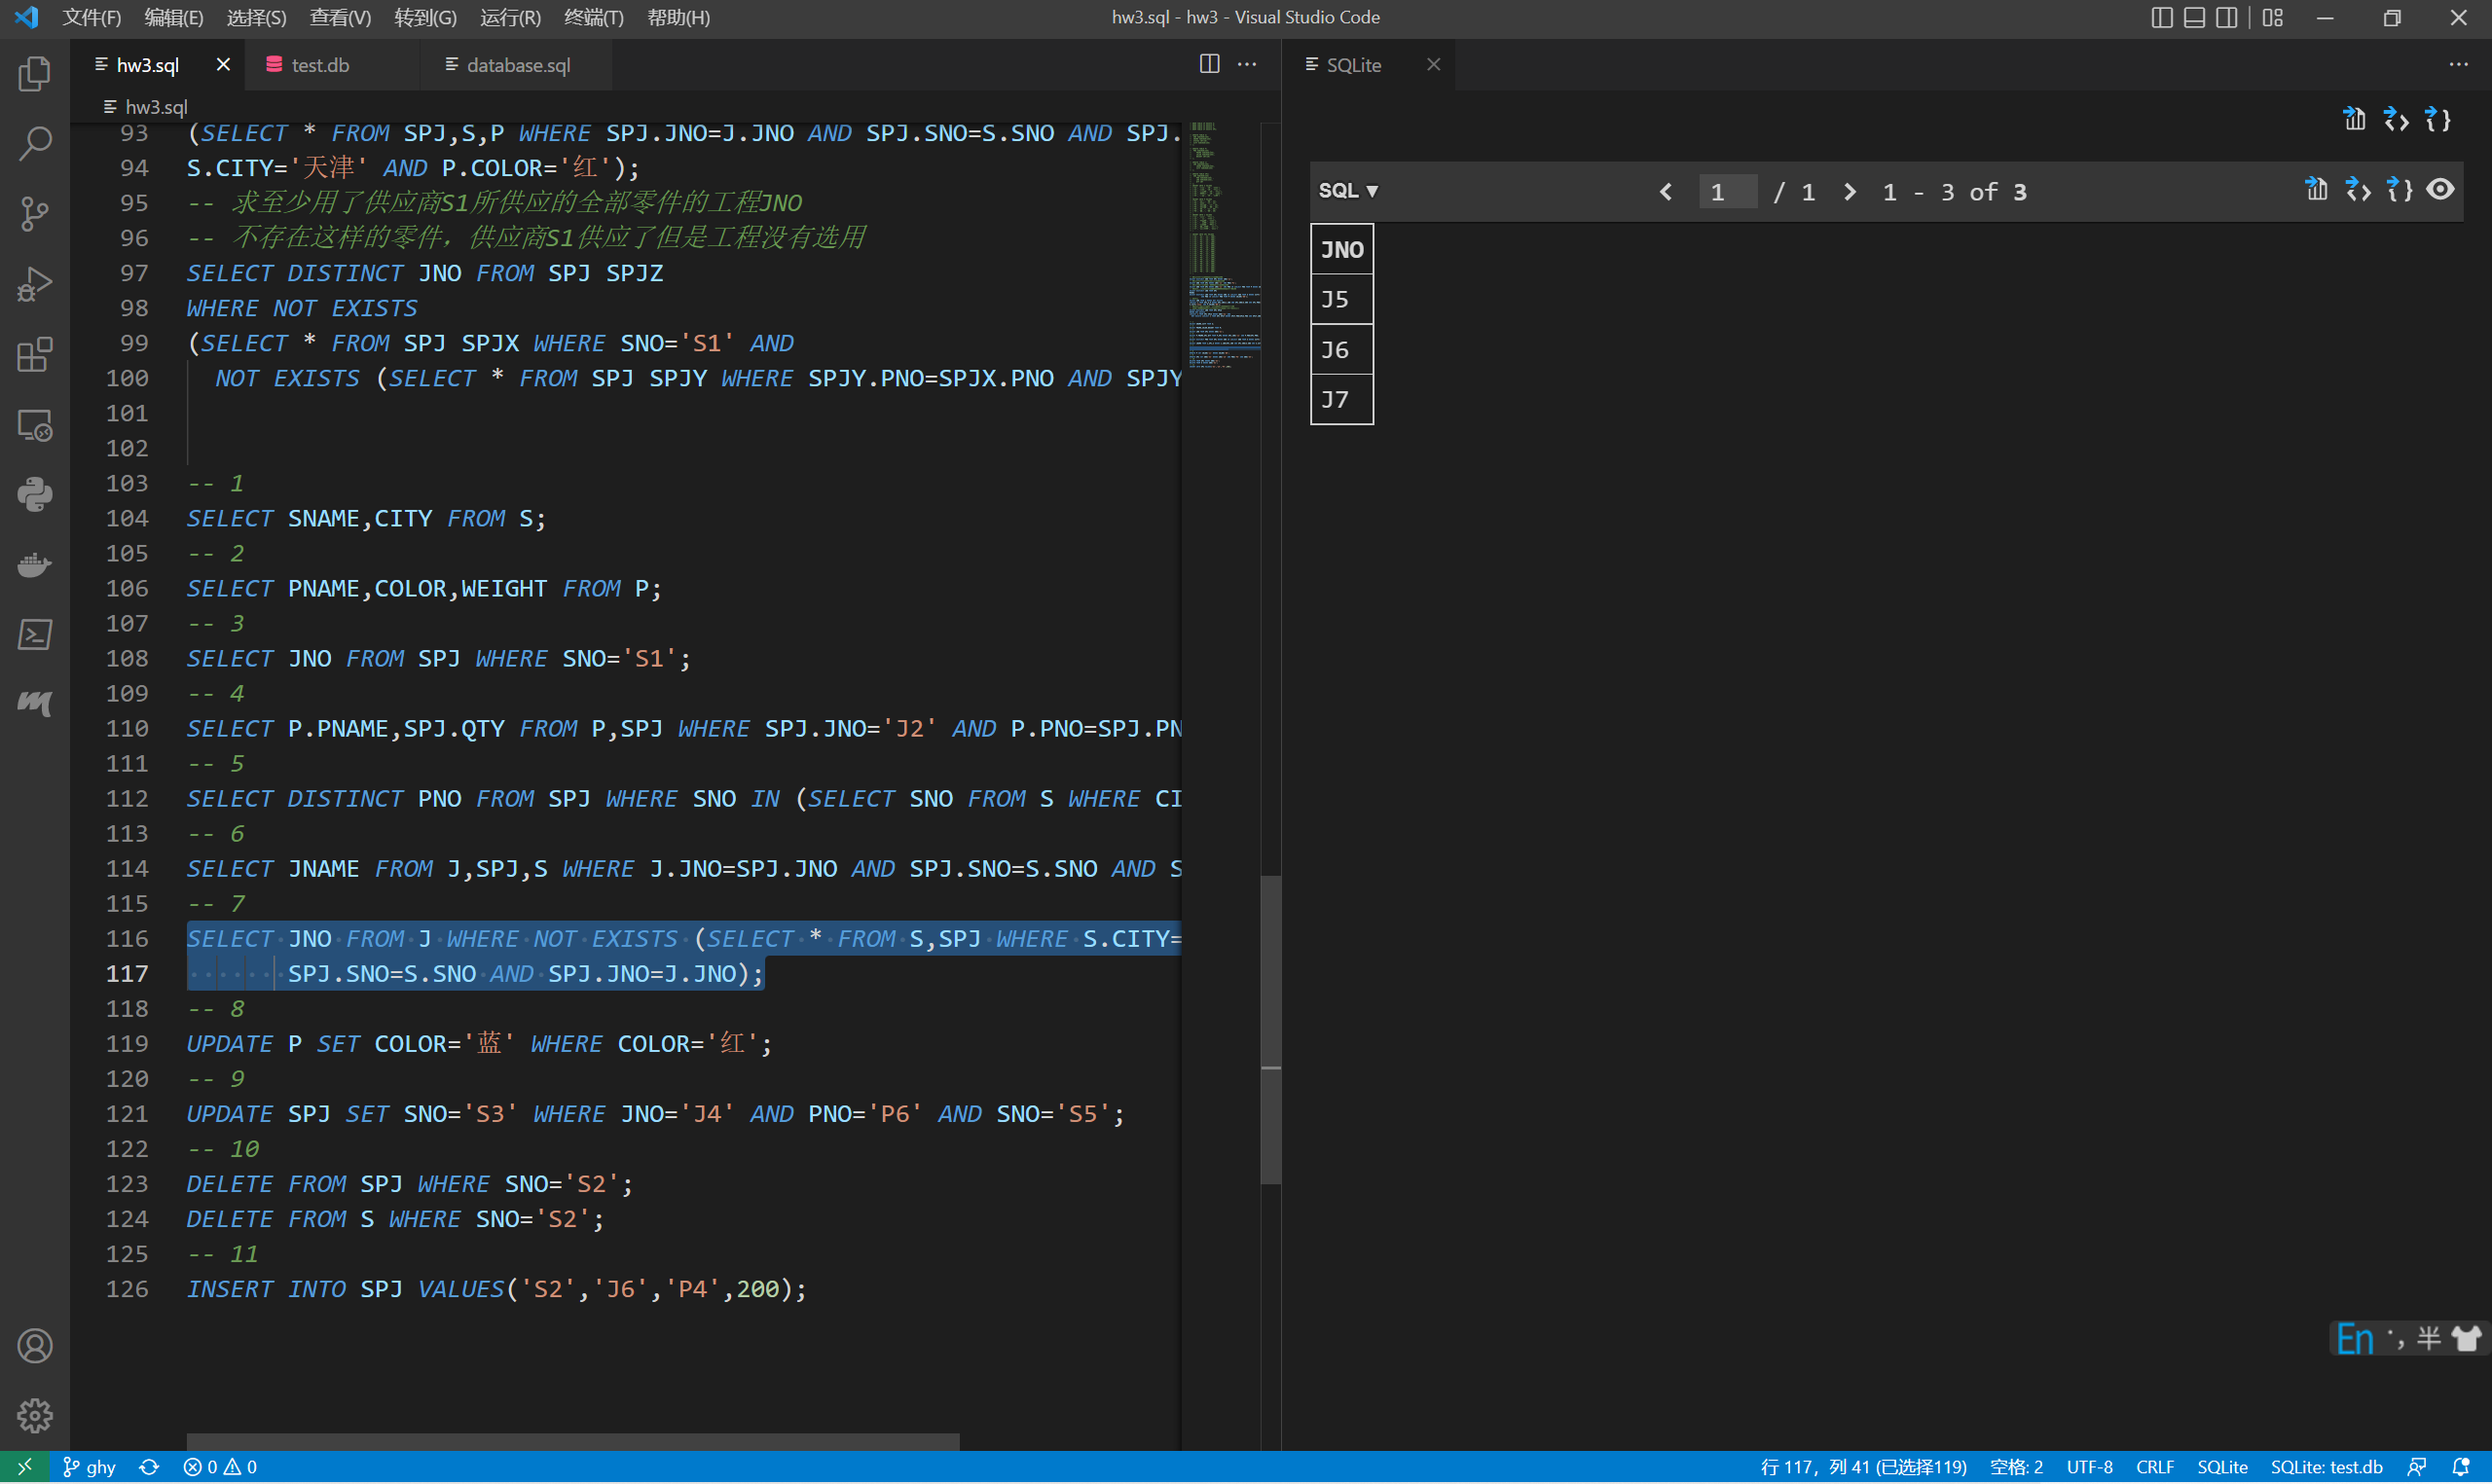 文件(F) 编辑(E) 选择(S) 查看(V) 转到(G) 运行(R) 终端(T) 帮助(H) hw3.sql - hw3 - Visual Studio Code
hw3.sql test.db database.sql SQLite
hw3.sql
93 (SELECT * FROM SPJ,S,P WHERE SPJ.JNO=J.JNO AND SPJ.SNO=S.SNO AND SPJ.
94 S.CITY='天津' AND P.COLOR='红');
95 -- 求至少用了供应商S1所供应的全部零件的工程JNO
96 -- 不存在这样的零件，供应商S1供应了但是工程没有选用
97 SELECT DISTINCT JNO FROM SPJ SPJZ
98 WHERE NOT EXISTS
99 (SELECT * FROM SPJ SPJX WHERE SNO='S1' AND
100 NOT EXISTS (SELECT * FROM SPJ SPJY WHERE SPJY.PNO=SPJX.PNO AND SPJY
101
102
103 -- 1
104 SELECT SNAME,CITY FROM S;
105 -- 2
106 SELECT PNAME,COLOR,WEIGHT FROM P;
107 -- 3
108 SELECT JNO FROM SPJ WHERE SNO='S1';
109 -- 4
110 SELECT P.PNAME,SPJ.QTY FROM P,SPJ WHERE SPJ.JNO='J2' AND P.PNO=SPJ.PN
111 -- 5
112 SELECT DISTINCT PNO FROM SPJ WHERE SNO IN (SELECT SNO FROM S WHERE CI
113 -- 6
114 SELECT JNAME FROM J,SPJ,S WHERE J.JNO=SPJ.JNO AND SPJ.SNO=S.SNO AND S
115 -- 7
116 SELECT JNO FROM J WHERE NOT EXISTS (SELECT * FROM S,SPJ WHERE S.CITY=
117 SPJ.SNO=S.SNO AND SPJ.JNO=J.JNO);
118 -- 8
119 UPDATE P SET COLOR='蓝' WHERE COLOR='红';
120 -- 9
121 UPDATE SPJ SET SNO='S3' WHERE JNO='J4' AND PNO='P6' AND SNO='S5';
122 -- 10
123 DELETE FROM SPJ WHERE SNO='S2';
124 DELETE FROM S WHERE SNO='S2';
125 -- 11
126 INSERT INTO SPJ VALUES('S2','J6','P4',200);
SQL ▼ < 1 / 1 > 1 - 3 of 3
JNO
J5
J6
J7
En 半
ghy 0 0 行 117，列 41 (已选择119) 空格: 2 UTF-8 CRLF SQLite SQLite: test.db